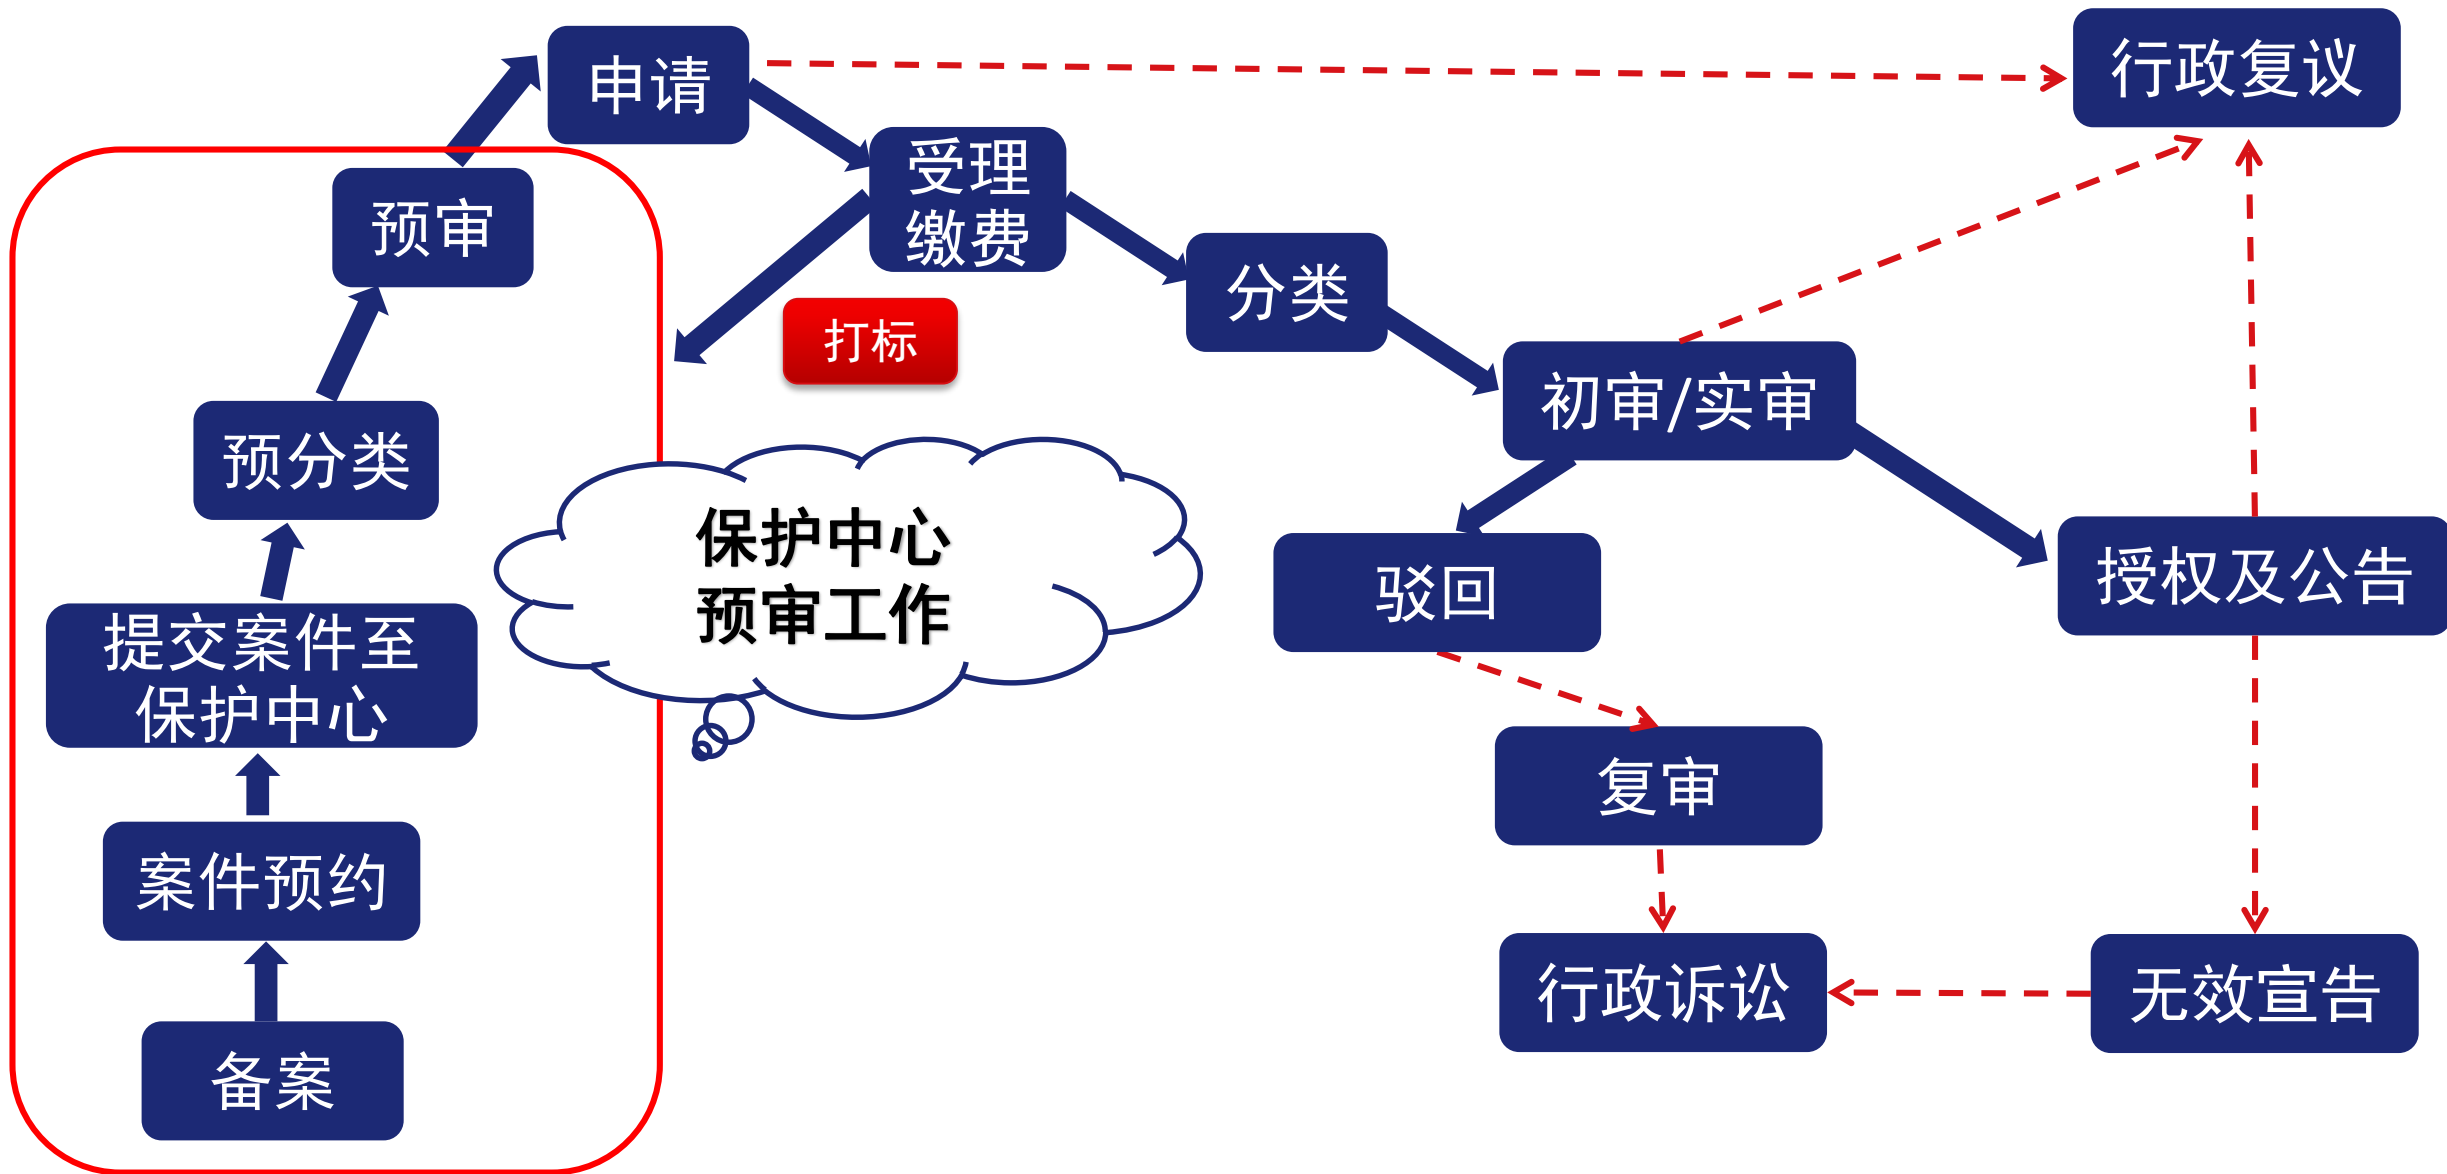 申请
行政复议
受理
缴费
预审
分类
打标
初审/实审
预分类
保护中心
预审工作
驳回
授权及公告
提交案件至
保护中心
复审
案件预约
行政诉讼
无效宣告
备案